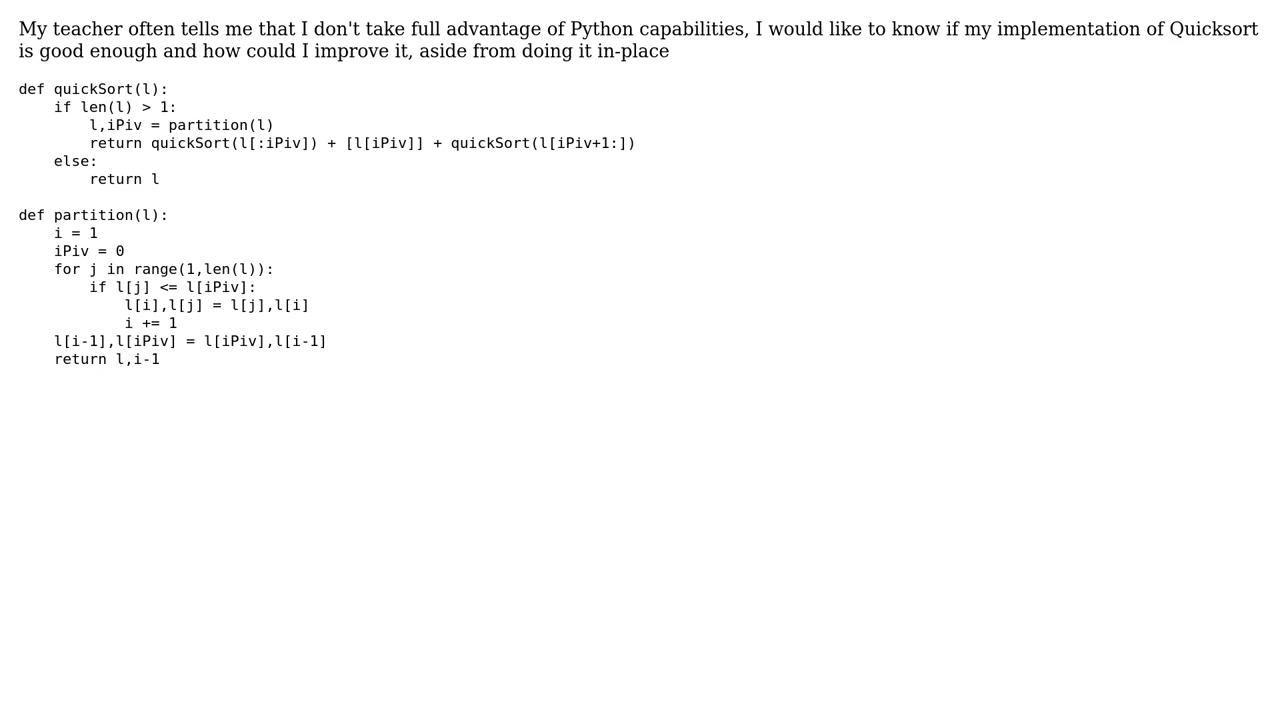 My teacher often tells me that I don't take full advantage of Python capabilities, I would like to know if my implementation of Quicksort
is good enough and how could I improve it, aside from doing it in-place
def quickSort(l):
    if len(l) > 1:
        l,iPiv = partition(l)
        return quickSort(l[:iPiv]) + [l[iPiv]] + quickSort(l[iPiv+1:])
    else:
        return l
def partition(l):
    i = 1
    iPiv = 0
    for j in range(1,len(l)):
        if l[j] <= l[iPiv]:
            l[i],l[j] = l[j],l[i]
            i += 1
    l[i-1],l[iPiv] = l[iPiv],l[i-1]
    return l,i-1